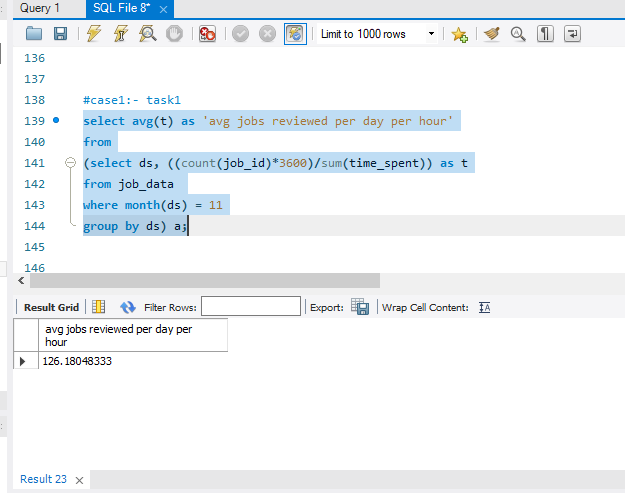 Query 1
SQL File 8*
Limit to 1000 rows
136
137
138 #case1:- task1
139 select avg(t) as 'avg jobs reviewed per day per hour'
140 from
141 (select ds, ((count(job_id)*3600)/sum(time_spent)) as t
142 from job_data
143 where month(ds) = 11
144 group by ds) a;
145
146
Result Grid Filter Rows: Export: Wrap Cell Content:
avg jobs reviewed per day per
hour
126.18048333
Result 23